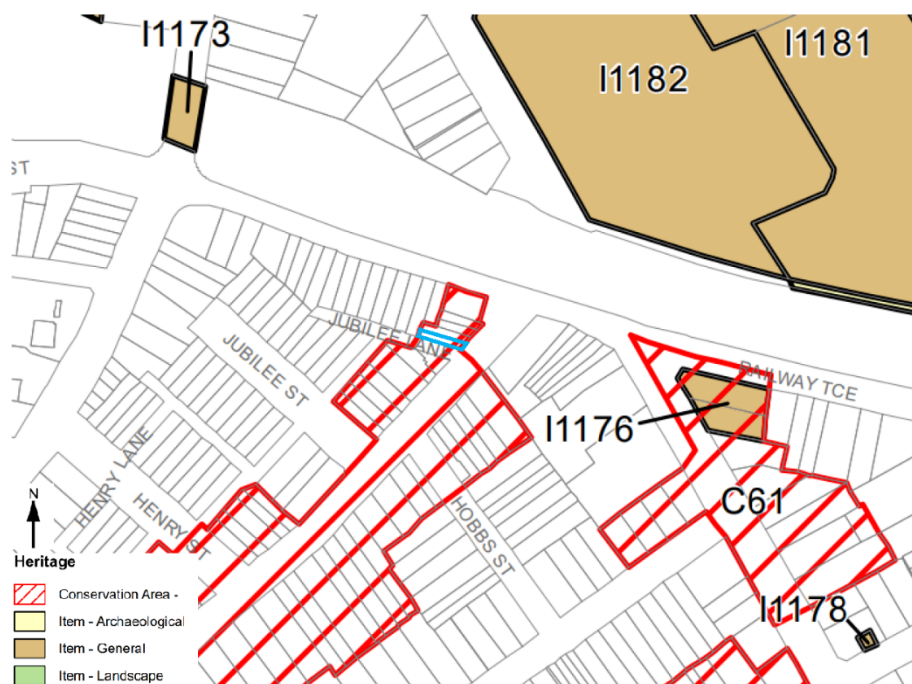 I1173
I1181
I1182
ST
JUBILEE LANE
JUBILEE ST
RAILWAY TCE
I1176
HENRY LANE
HENRY ST
HOBBS ST
C61
I1178
N
Heritage
Conservation Area -
Item - Archaeological
Item - General
Item - Landscape